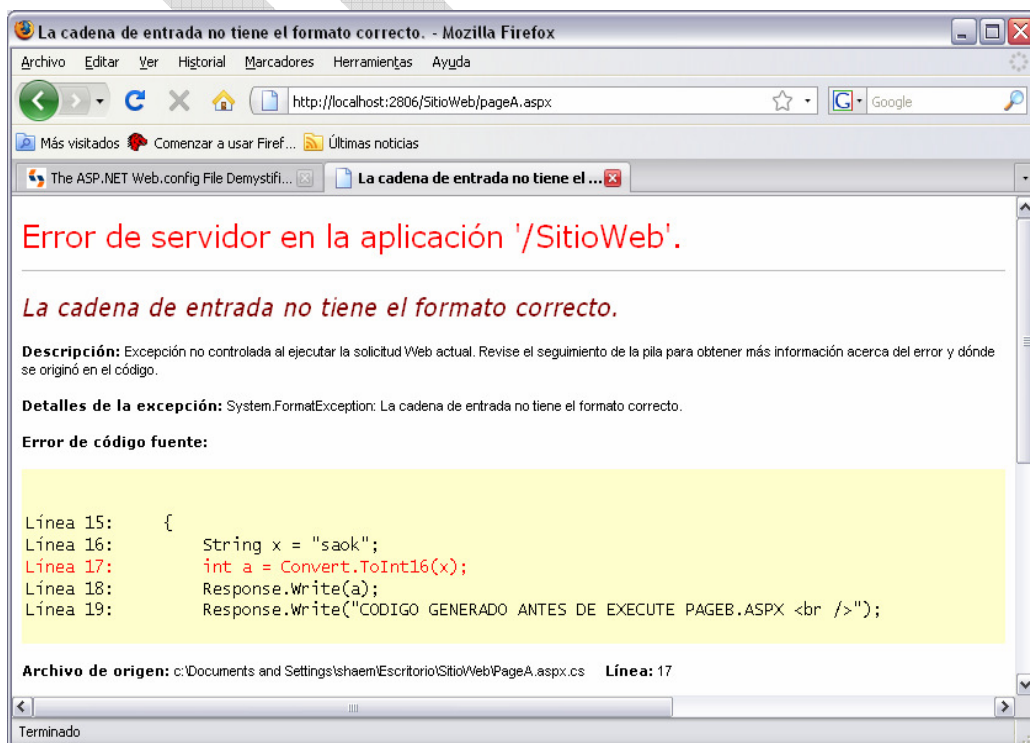 La cadena de entrada no tiene el formato correcto. - Mozilla Firefox
Archivo Editar Ver Historial Marcadores Herramientas Ayuda
http://localhost:2806/SitioWeb/pageA.aspx
G Google
Más visitados Comenzar a usar Firef... Últimas noticias
The ASP.NET Web.config File Demystifi... La cadena de entrada no tiene el ...
Error de servidor en la aplicación '/SitioWeb'.
La cadena de entrada no tiene el formato correcto.
Descripción: Excepción no controlada al ejecutar la solicitud Web actual. Revise el seguimiento de la pila para obtener más información acerca del error y dónde
se originó en el código.
Detalles de la excepción: System.FormatException: La cadena de entrada no tiene el formato correcto.
Error de código fuente:
Línea 15: {
Línea 16: String x = "saok";
Línea 17: int a = Convert.ToInt16(x);
Línea 18: Response.Write(a);
Línea 19: Response.Write("CODIGO GENERADO ANTES DE EXECUTE PAGEB.ASPX <br />");
Archivo de origen: c:\Documents and Settings\shaem\Escritorio\SitioWeb\PageA.aspx.cs Línea: 17
Terminado